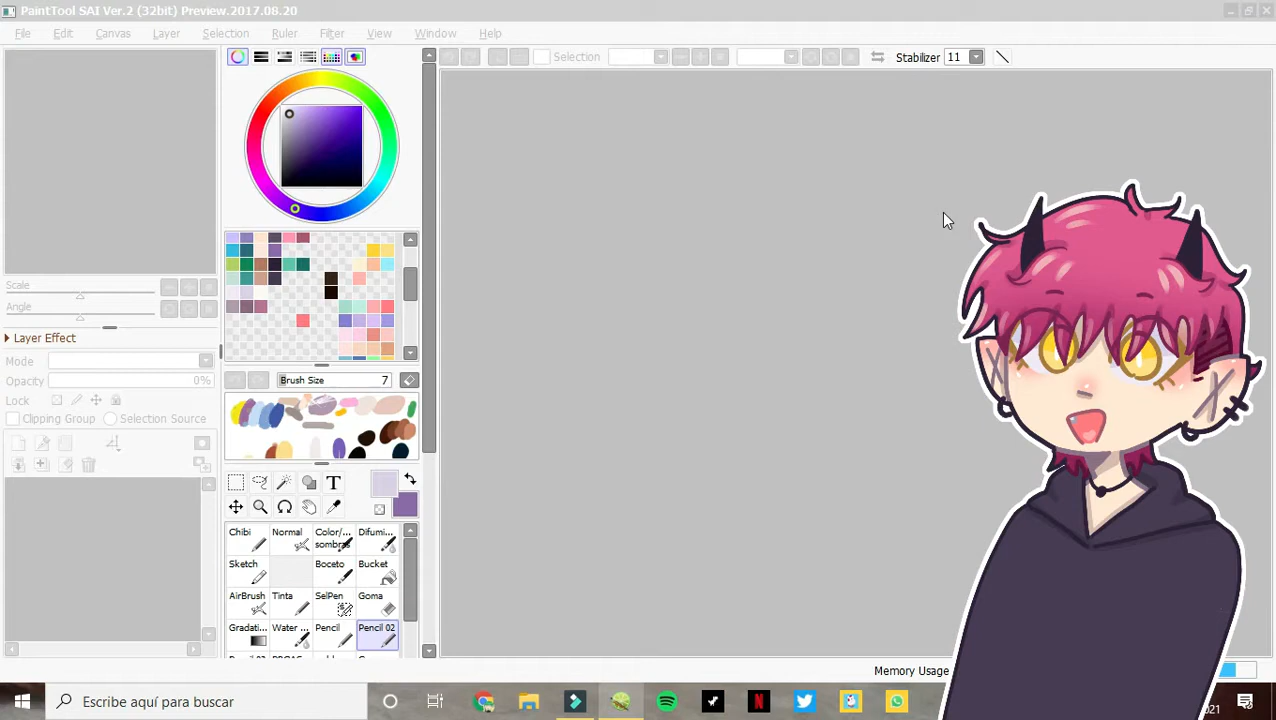 PaintTool SAI Ver.2 (32bit) Preview.2017.08.20
File Edit Canvas Layer Selection Ruler Filter View Window Help
Selection
Stabilizer 11
Scale
Angle
Layer Effect
Mode
Opacity 0%
Lock
Clipping Group Selection Source
Brush Size 7
T
Chibi Normal Color/... sombras Difumi...
Sketch Boceto Bucket
AirBrush Tinta SelPen Goma
Gradati... Water ... Pencil Pencil 02
Memory Usage
Escribe aquí para buscar